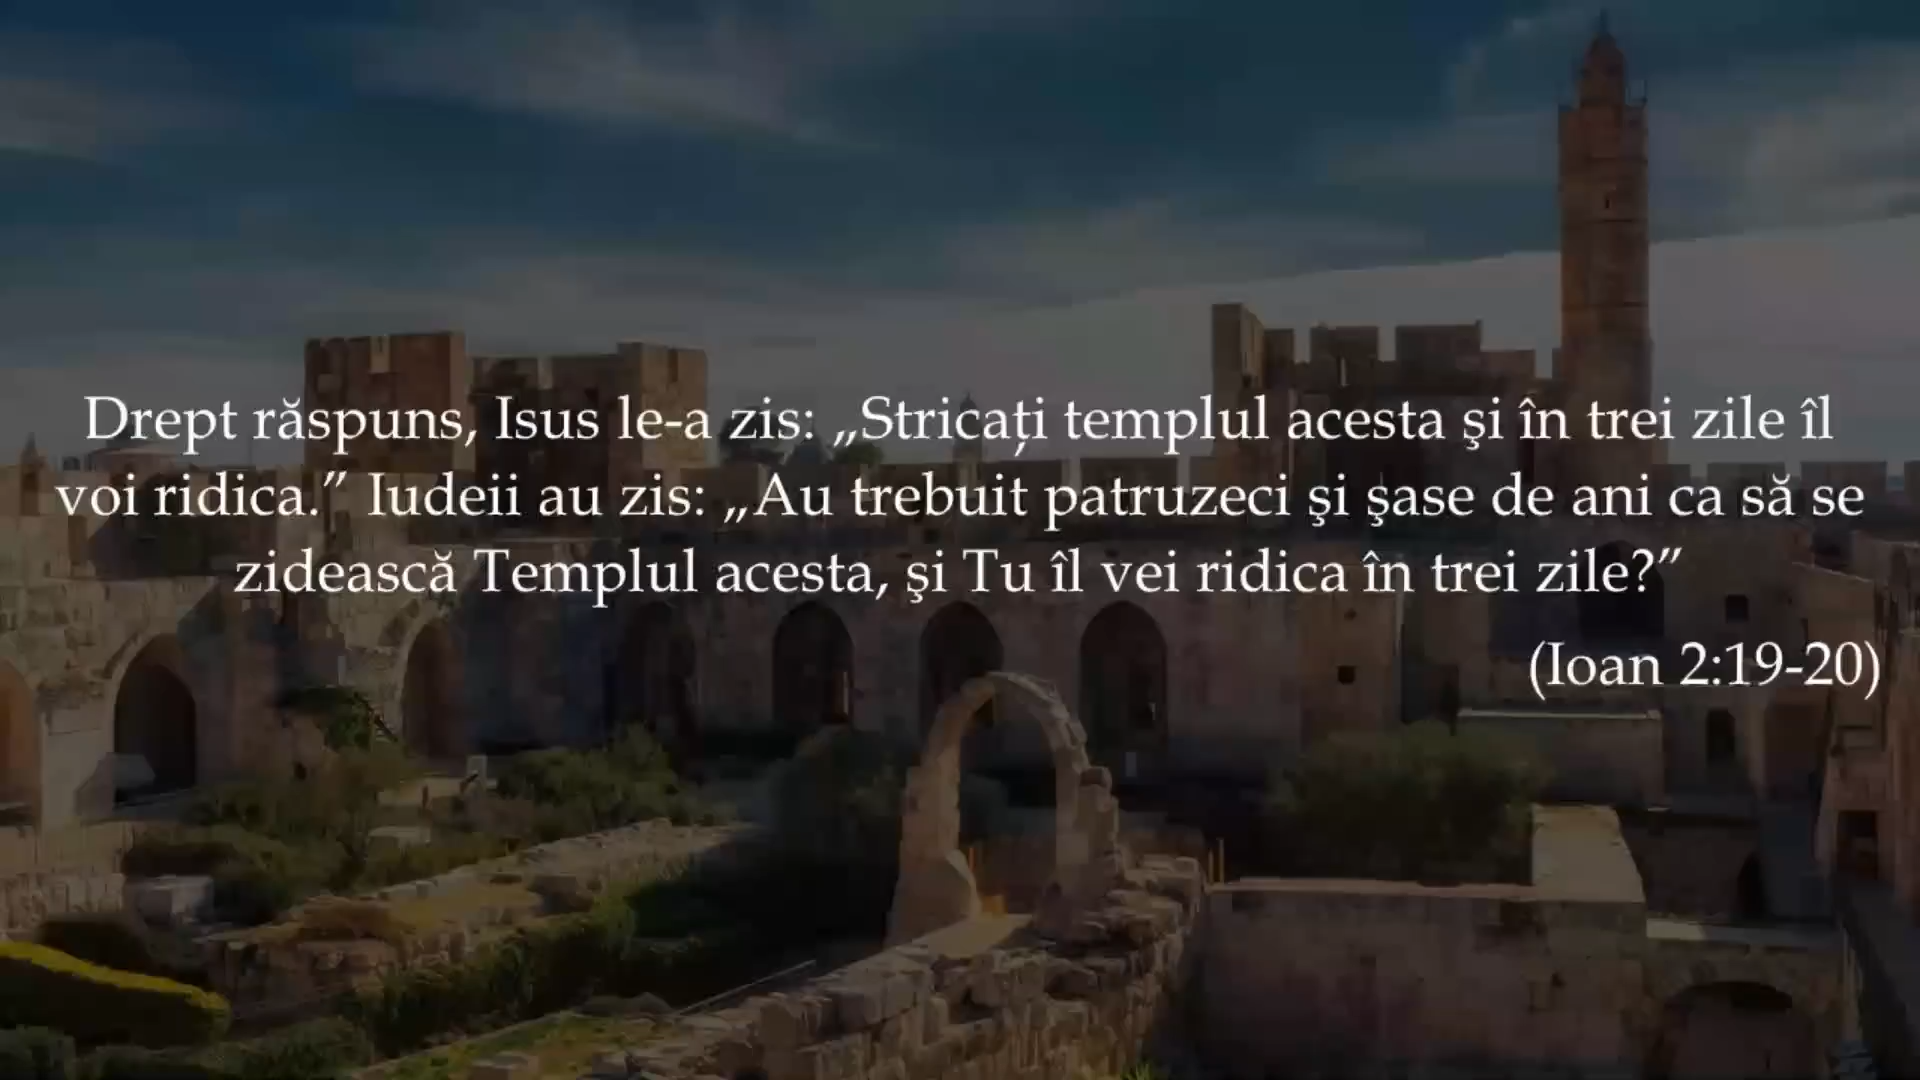 Drept răspuns, Isus le-a zis: „Stricați templul acesta şi în trei zile îl
voi ridica.” Iudeii au zis: „Au trebuit patruzeci şi şase de ani ca să se
zidească Templul acesta, şi Tu îl vei ridica în trei zile?”
(Ioan 2:19-20)